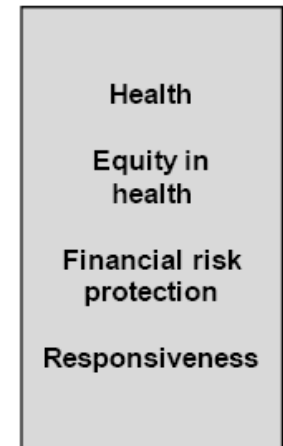 Health
Equity in
health
Financial risk
protection
Responsiveness